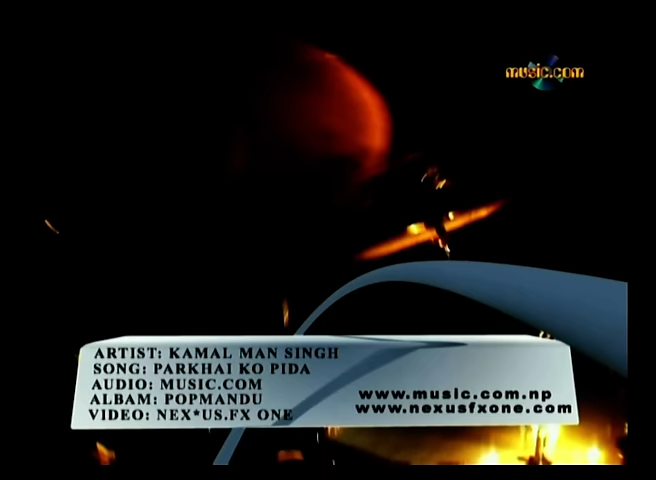 music.com
ARTIST: KAMAL MAN SINGH
SONG: PARKHAI KO PIDA
AUDIO: MUSIC.COM
ALBAM: POPMANDU
VIDEO: NEX*US.FX ONE
www.music.com.np
www.nexusfxone.com